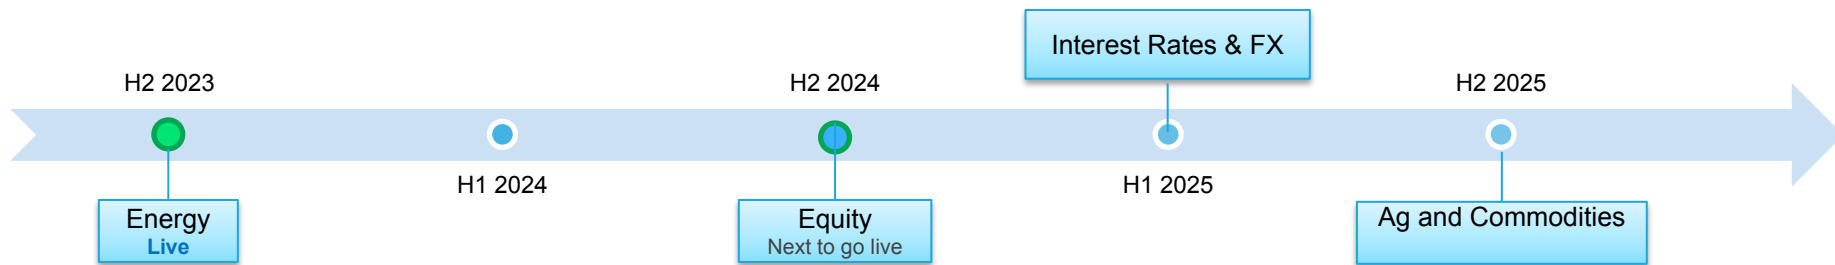 H2 2023
Energy
Live
H1 2024
H2 2024
Equity
Next to go live
Interest Rates & FX
H1 2025
H2 2025
Ag and Commodities